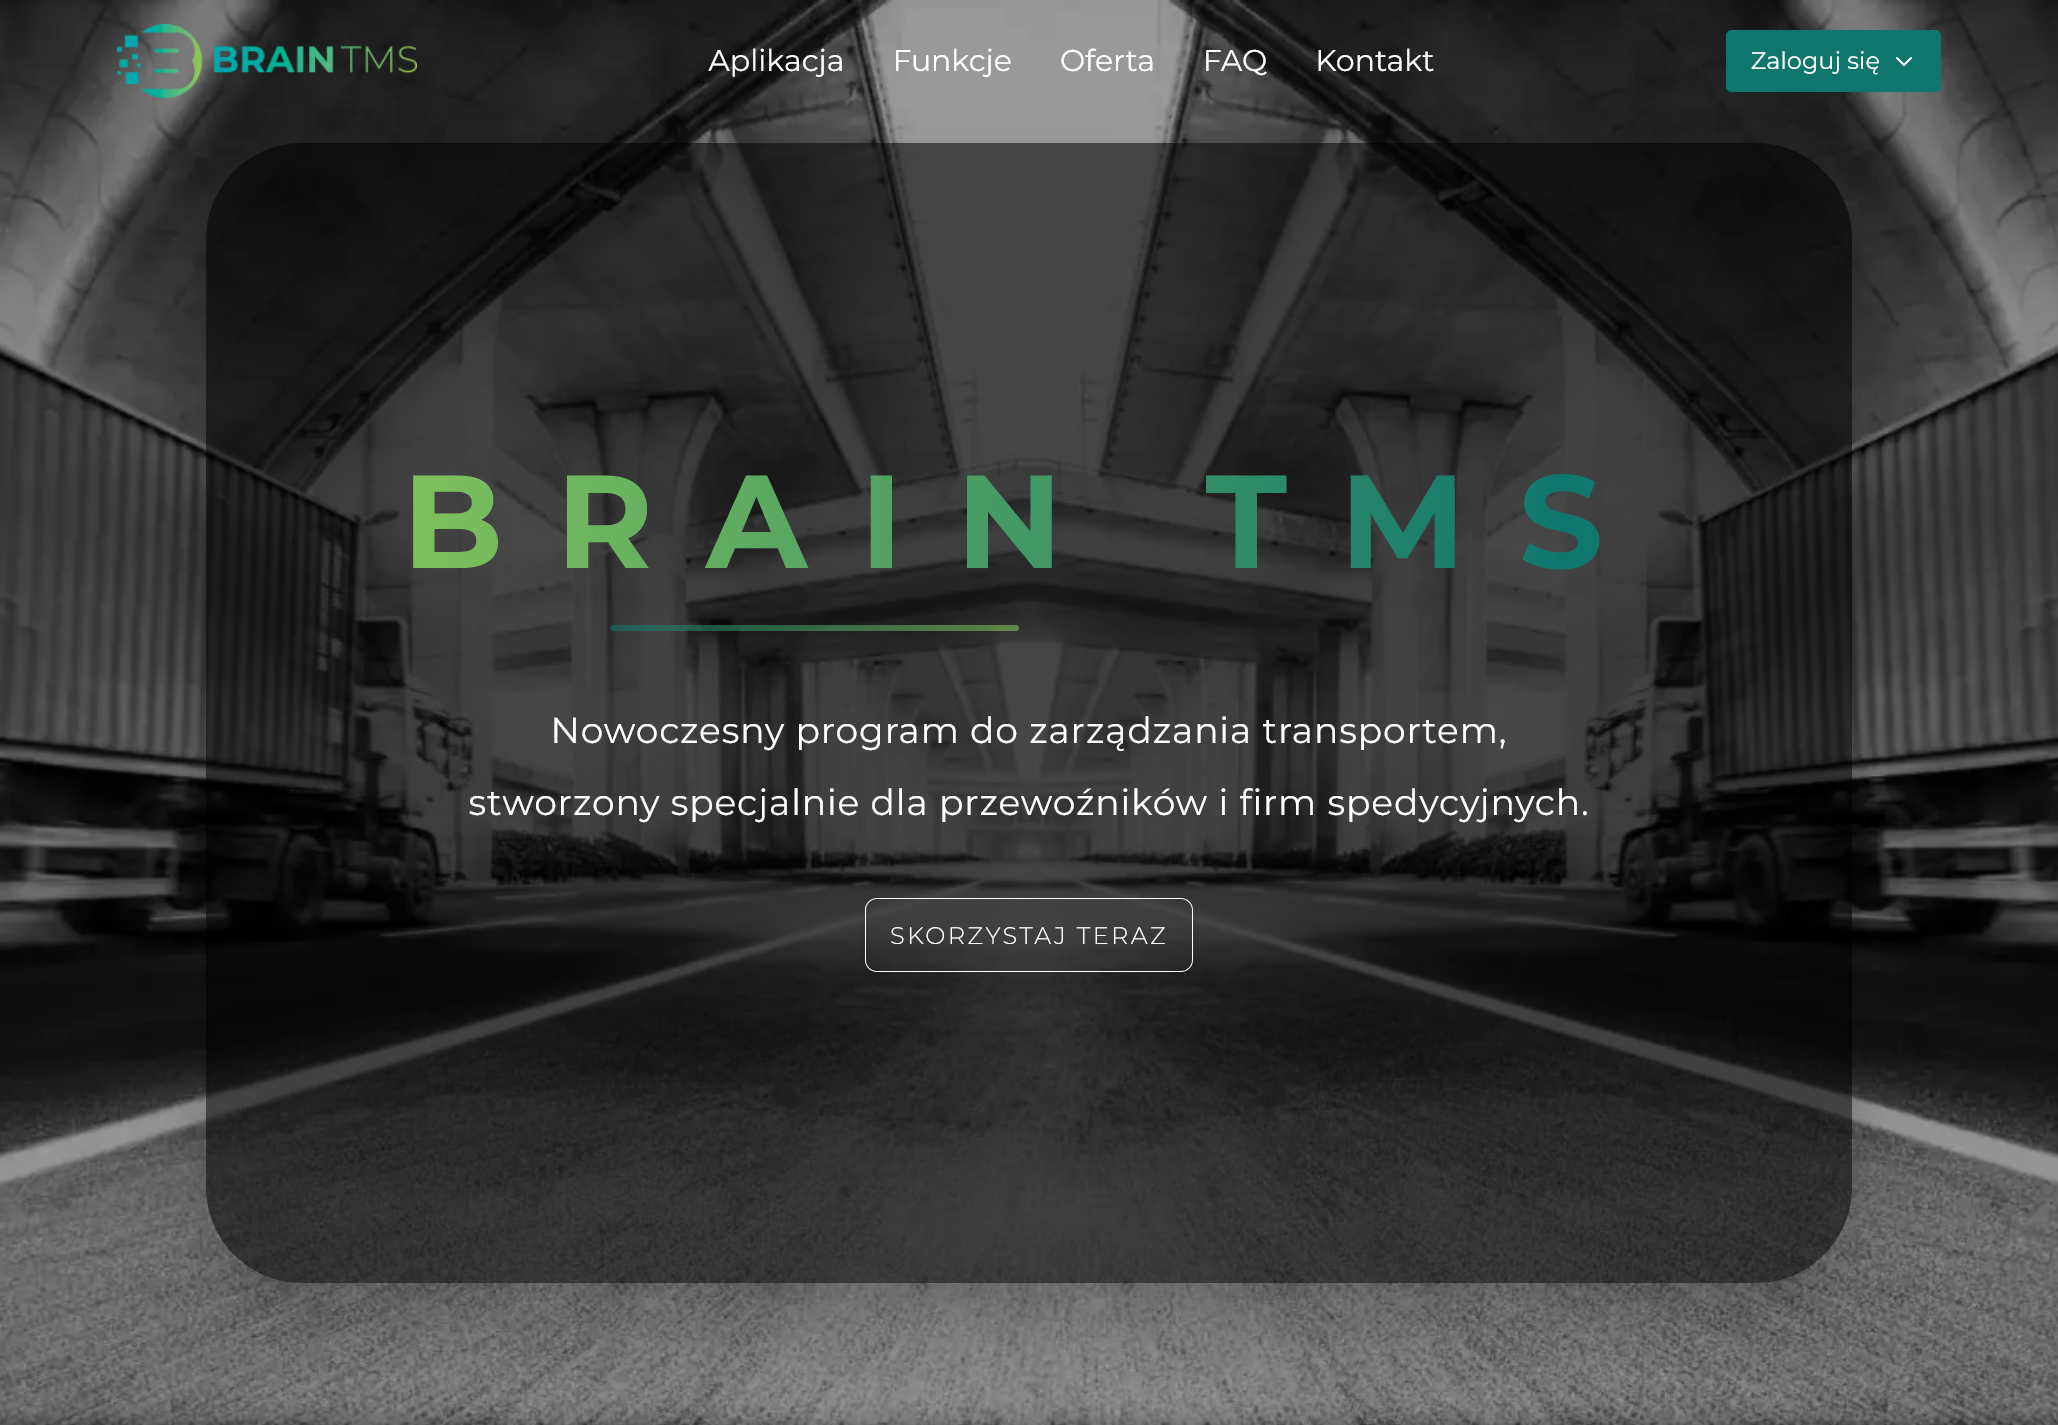 BRAIN TMS
Aplikacja Funkcje Oferta FAQ Kontakt
Zaloguj się
BRAIN TMS
Nowoczesny program do zarządzania transportem,
stworzony specjalnie dla przewoźników i firm spedycyjnych.
SKORZYSTAJ TERAZ